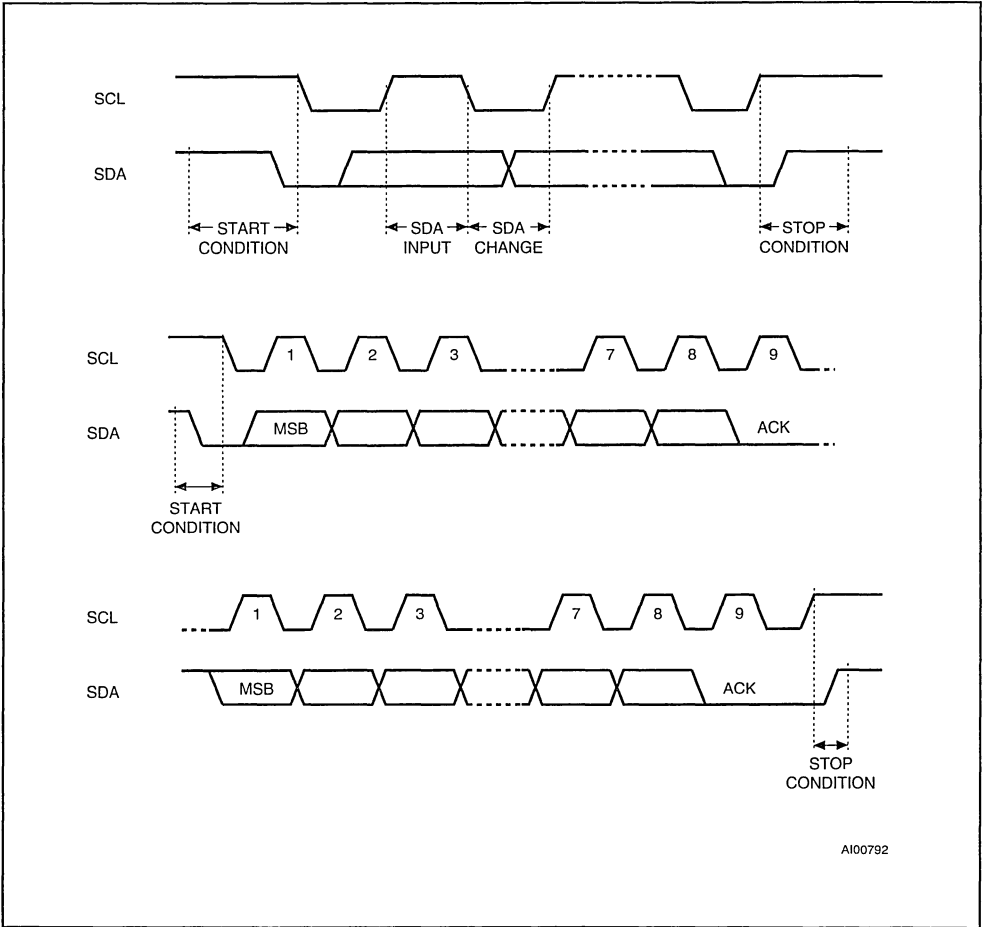 SCL
SDA
START
CONDITION
SDA
INPUT
SDA
CHANGE
STOP
CONDITION
SCL
1 2 3 7 8 9
SDA
MSB ACK
START
CONDITION
SCL
1 2 3 7 8 9
SDA
MSB ACK
STOP
CONDITION
AI00792